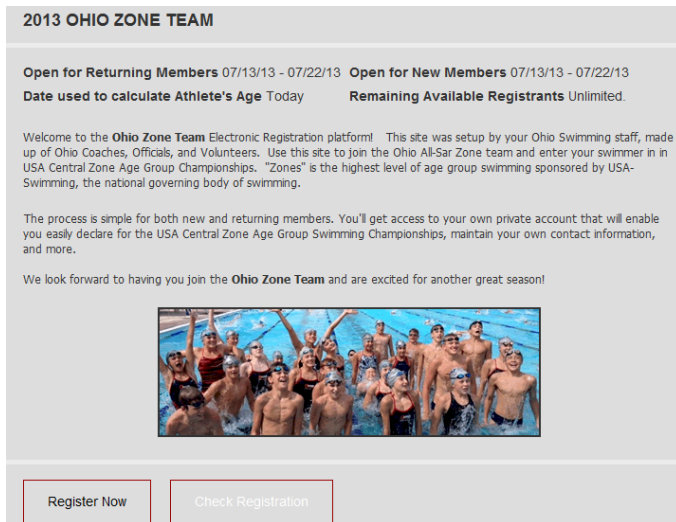 2013 OHIO ZONE TEAM
Open for Returning Members 07/13/13 - 07/22/13 Open for New Members 07/13/13 - 07/22/13
Date used to calculate Athlete's Age Today Remaining Available Registrants Unlimited.
Welcome to the Ohio Zone Team Electronic Registration platform! This site was setup by your Ohio Swimming staff, made
up of Ohio Coaches, Officials, and Volunteers. Use this site to join the Ohio All-Sar Zone team and enter your swimmer in in
USA Central Zone Age Group Championships. "Zones" is the highest level of age group swimming sponsored by USA-
Swimming, the national governing body of swimming.
The process is simple for both new and returning members. You'll get access to your own private account that will enable
you easily declare for the USA Central Zone Age Group Swimming Championships, maintain your own contact information,
and more.
We look forward to having you join the Ohio Zone Team and are excited for another great season!
Register Now Check Registration